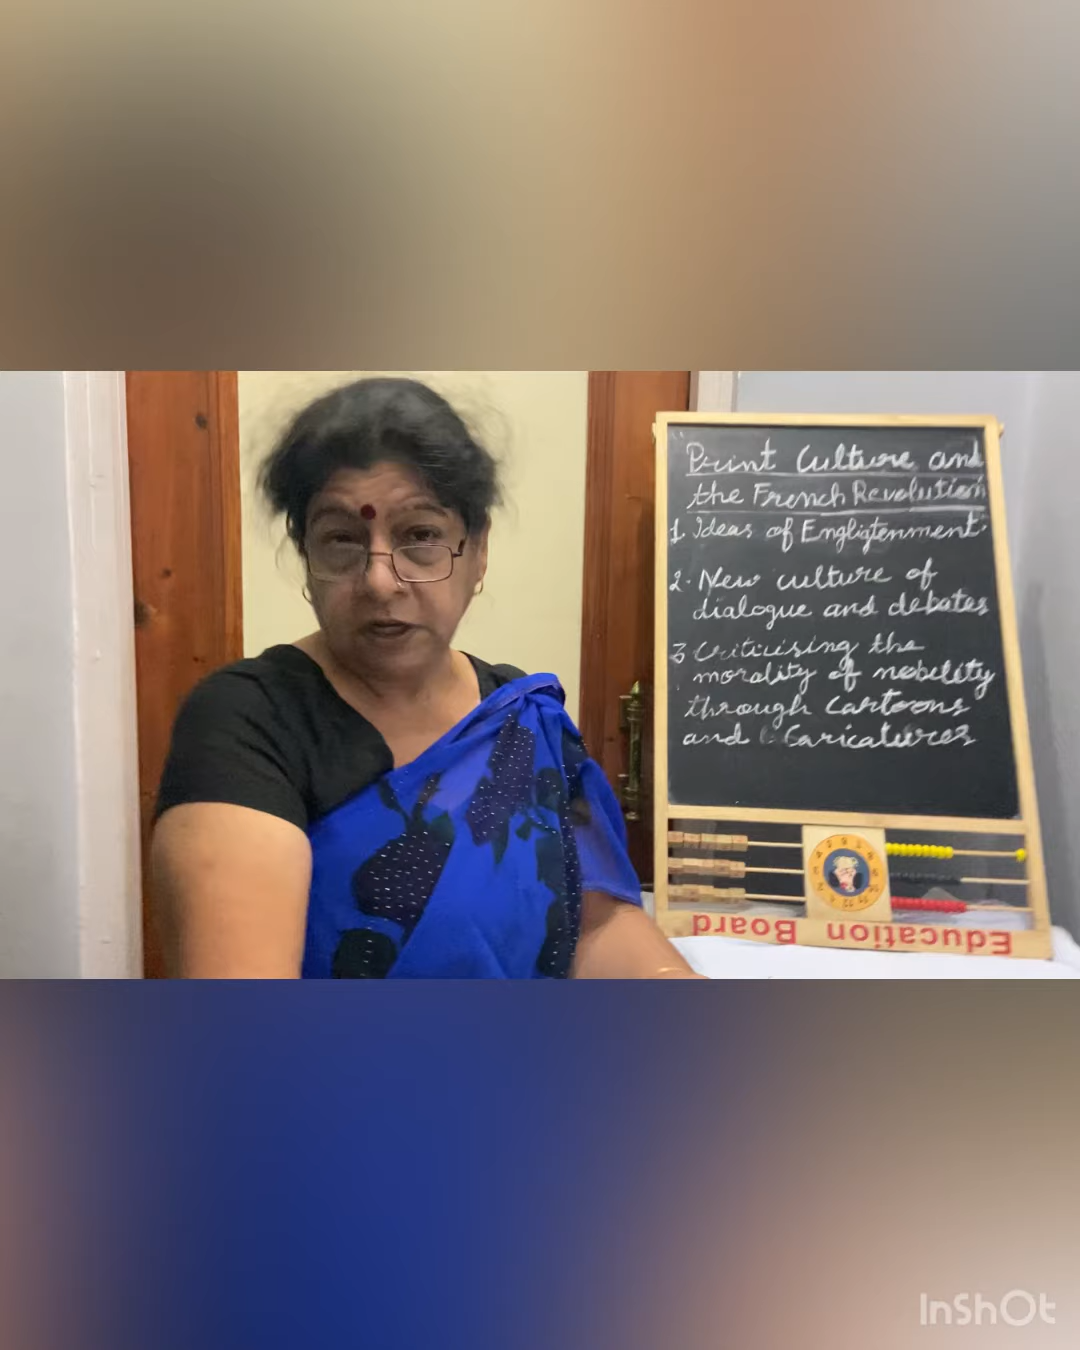 Print Culture and
the French Revolution
1. Ideas of Engligtenment
2. New culture of
dialogue and debates
3 Criticising the
morality of nobility
through cartoons
and Caricatures
Education Board
InShOt